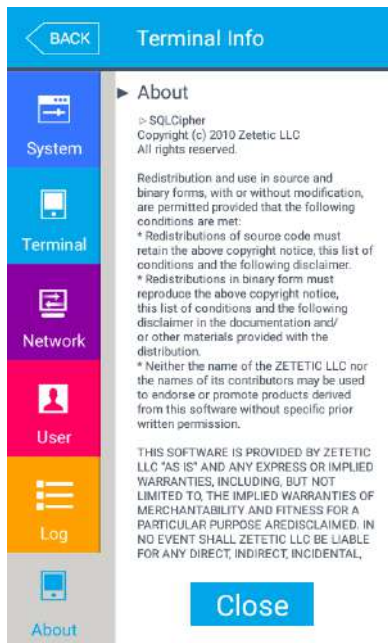 BACK
Terminal Info
System
Terminal
Network
User
Log
About
► About
▷ SQLCipher
Copyright (c) 2010 Zetetic LLC
All rights reserved.
Redistribution and use in source and
binary forms, with or without modification,
are permitted provided that the following
conditions are met:
* Redistributions of source code must
retain the above copyright notice, this list of
conditions and the following disclaimer.
* Redistributions in binary form must
reproduce the above copyright notice,
this list of conditions and the following
disclaimer in the documentation and/
or other materials provided with the
distribution.
* Neither the name of the ZETETIC LLC nor
the names of its contributors may be used
to endorse or promote products derived
from this software without specific prior
written permission.
THIS SOFTWARE IS PROVIDED BY ZETETIC
LLC "AS IS" AND ANY EXPRESS OR IMPLIED
WARRANTIES, INCLUDING, BUT NOT
LIMITED TO, THE IMPLIED WARRANTIES OF
MERCHANTABILITY AND FITNESS FOR A
PARTICULAR PURPOSE AREDISCLAIMED. IN
NO EVENT SHALL ZETETIC LLC BE LIABLE
FOR ANY DIRECT, INDIRECT, INCIDENTAL,
Close